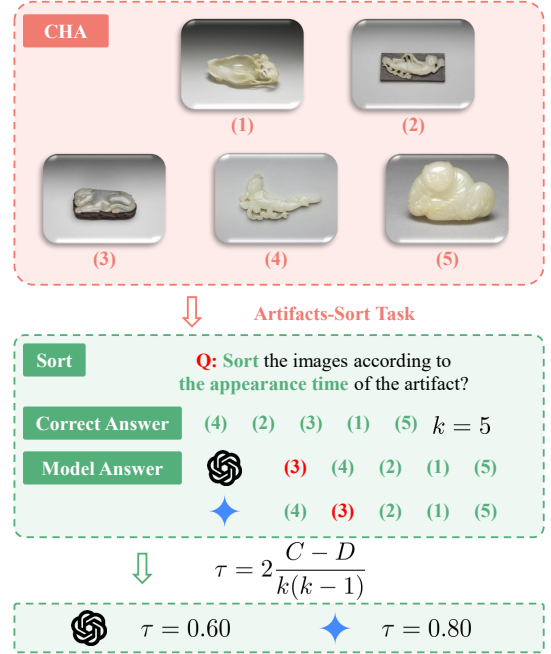 CHA
(1) (2)
(3) (4) (5)
Artifacts-Sort Task
Sort
Q: Sort the images according to
the appearance time of the artifact?
Correct Answer (4) (2) (3) (1) (5) k = 5
Model Answer (3) (4) (2) (1) (5)
(4) (3) (2) (1) (5)
τ = 2 \frac{C − D}{k(k − 1)}
τ = 0.60 τ = 0.80